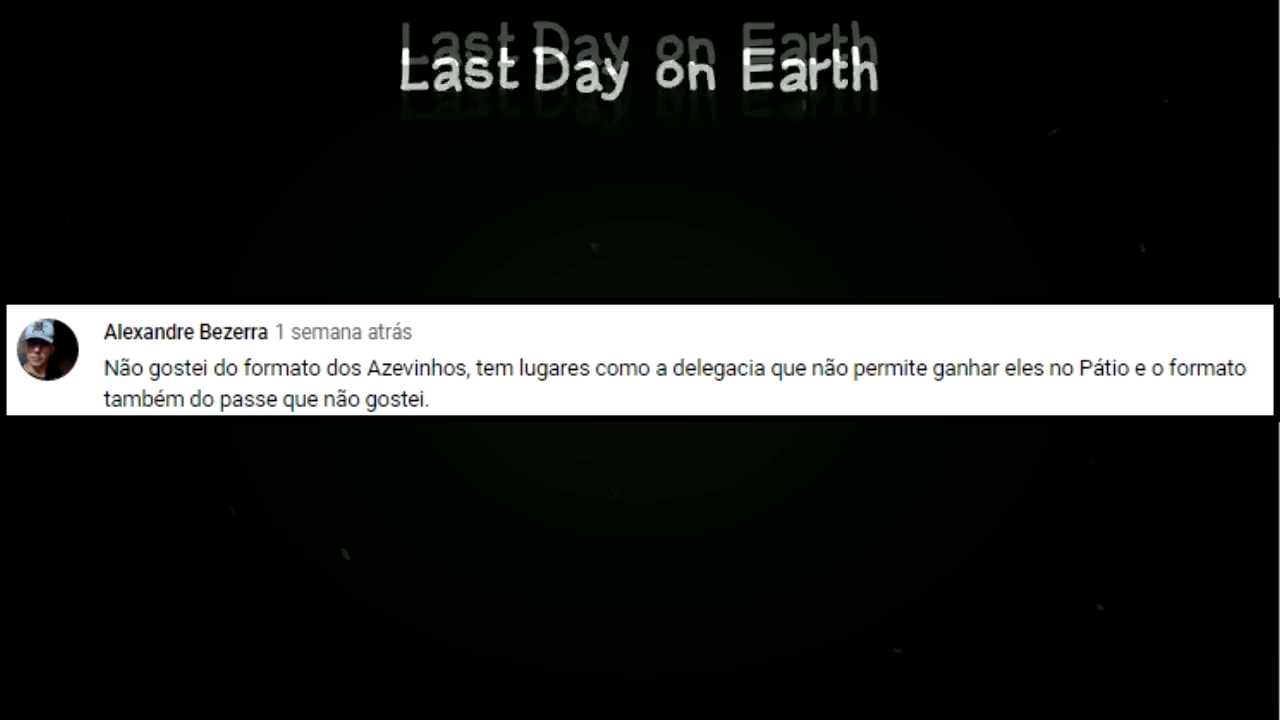 Last Day on Earth
Alexandre Bezerra 1 semana atrás
Não gostei do formato dos Azevinhos, tem lugares como a delegacia que não permite ganhar eles no Pátio e o formato
também do passe que não gostei.